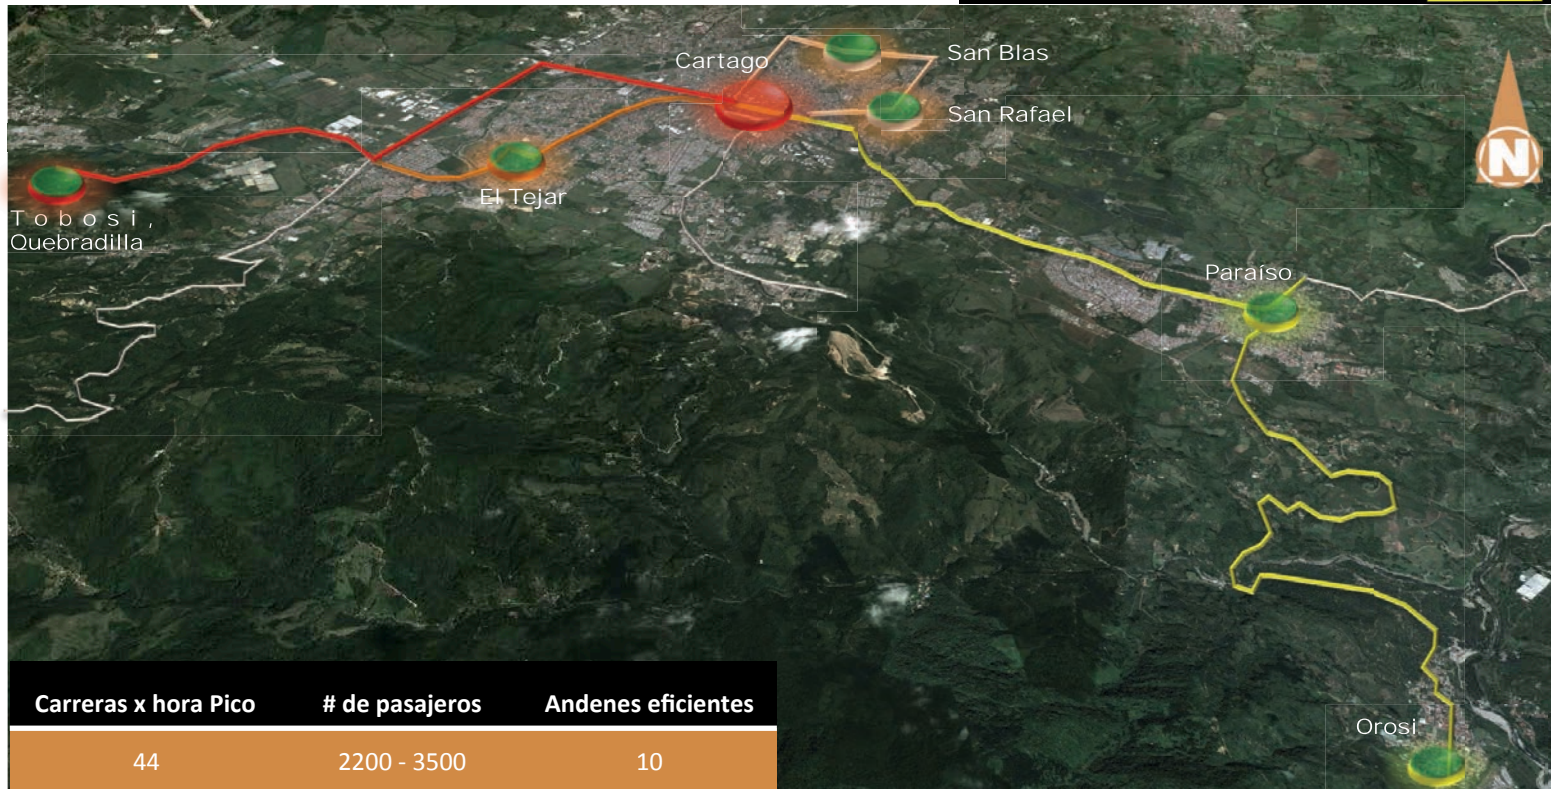 San Blas
Cartago
San Rafael
N
El Tejar
Tobosi,
Quebradilla
Paraíso
Orosi
Carreras x hora Pico # de pasajeros Andenes eficientes
44 2200 - 3500 10